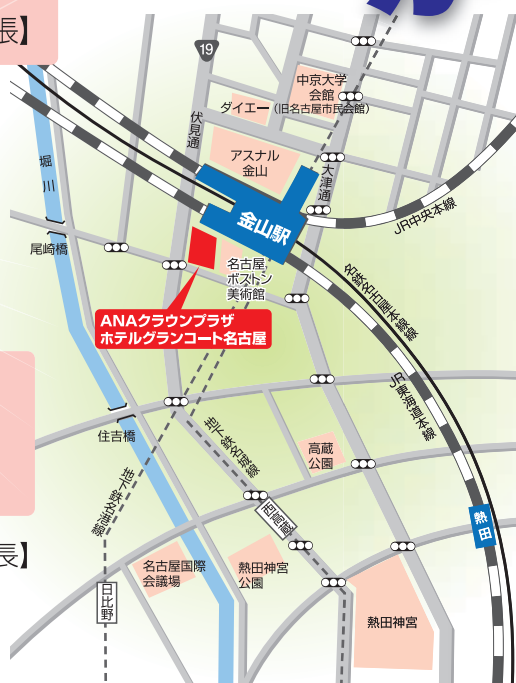 長】
19
中京大学
会館
ダイエー
(旧名古屋市民会館)
伏見通
アスナル
金山
大津通
堀川
金山駅
JR中央本線
尾崎橋
名古屋
ボストン
美術館
名鉄名古屋本線
ANAクラウンプラザ
ホテルグランコート名古屋
JR東海道本線
住吉橋
地下鉄名城線
高蔵
公園
地下鉄名港線
西高蔵
熱田
長】
名古屋国際
会議場
熱田神宮
公園
日比野
熱田神宮